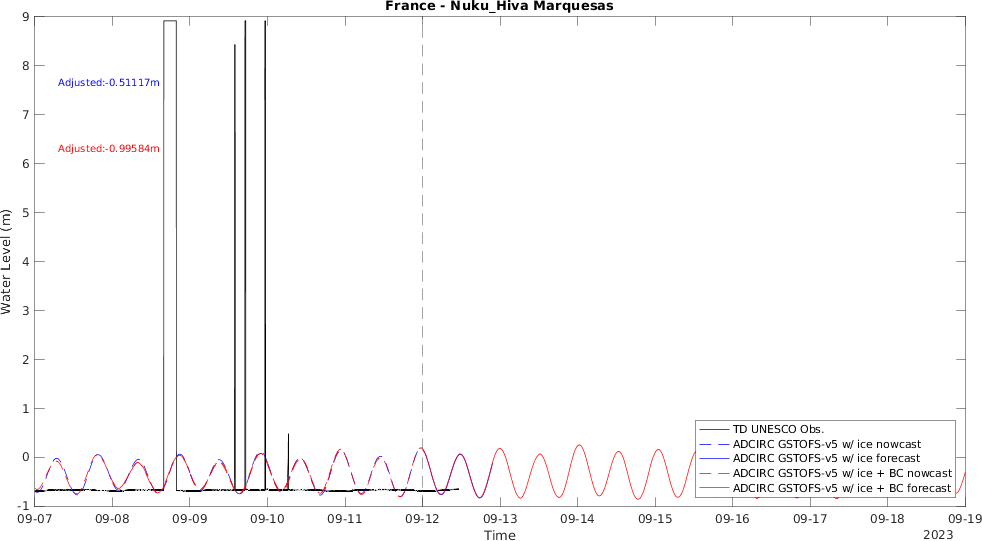 France - Nuku_Hiva Marquesas
9
8
7
6
5
4
3
2
1
0
-1
Water Level (m)
Adjusted:-0.51117m
Adjusted:-0.99584m
TD UNESCO Obs.
ADCIRC GSTOFS-v5 w/ ice nowcast
ADCIRC GSTOFS-v5 w/ ice forecast
ADCIRC GSTOFS-v5 w/ ice + BC nowcast
ADCIRC GSTOFS-v5 w/ ice + BC forecast
09-07 09-08 09-09 09-10 09-11 09-12 09-13 09-14 09-15 09-16 09-17 09-18 09-19
Time
2023